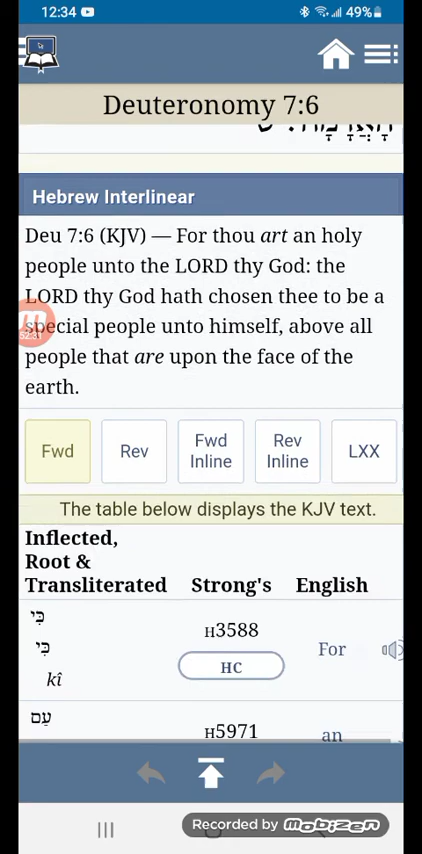 12:34
49%
Deuteronomy 7:6
Hebrew Interlinear
Deu 7:6 (KJV) — For thou art an holy
people unto the LORD thy God: the
LORD thy God hath chosen thee to be a
special people unto himself, above all
people that are upon the face of the
earth.
Fwd
Rev
Fwd
Inline
Rev
Inline
LXX
The table below displays the KJV text.
Inflected,
Root &
Transliterated Strong's English
כִּי
כִּי
kî
H3588
HC
For
עַם
H5971
an
Recorded by mobizen